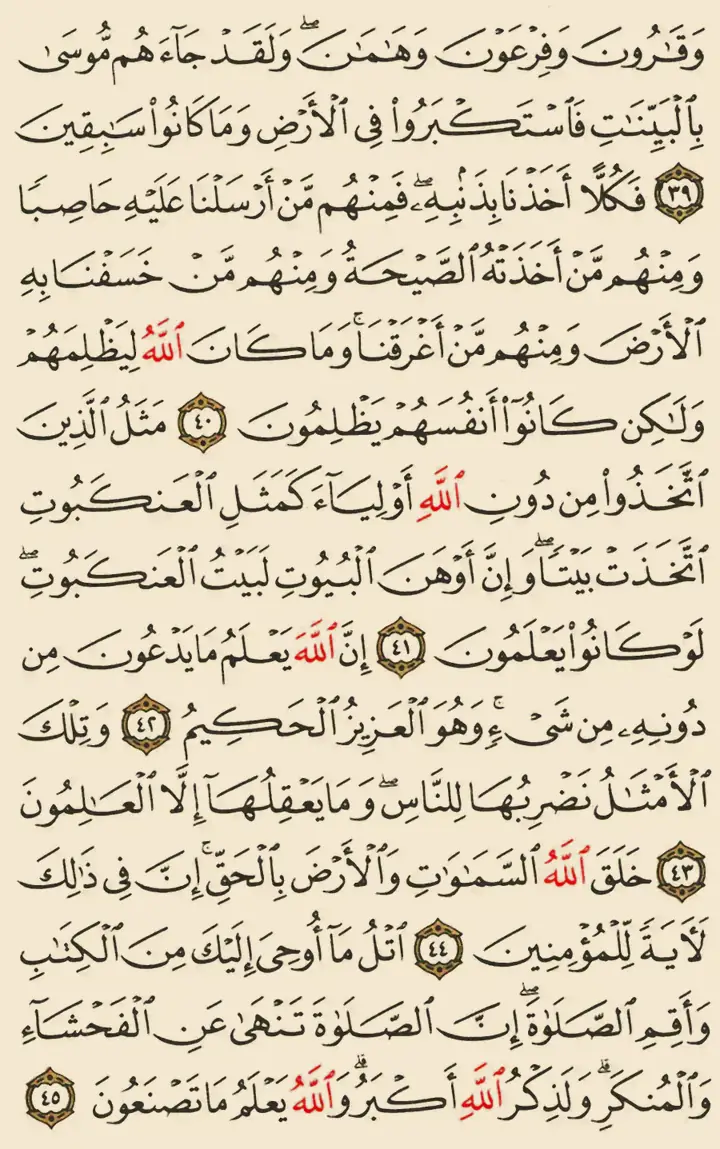 وَقَٰرُونَ وَفِرْعَوْنَ وَهَٰمَٰنَۖ وَلَقَدْ جَآءَهُم مُّوسَىٰ
بِٱلْبَيِّنَٰتِ فَٱسْتَكْبَرُوا۟ فِى ٱلْأَرْضِ وَمَا كَانُوا۟ سَٰبِقِينَ
٣٩ فَكُلًّا أَخَذْنَا بِذَنۢبِهِۦۖ فَمِنْهُم مَّنْ أَرْسَلْنَا عَلَيْهِ حَاصِبًا
وَمِنْهُم مَّنْ أَخَذَتْهُ ٱلصَّيْحَةُ وَمِنْهُم مَّنْ خَسَفْنَا بِهِ
ٱلْأَرْضَ وَمِنْهُم مَّنْ أَغْرَقْنَاۚ وَمَا كَانَ ٱللَّهُ لِيَظْلِمَهُمْ
وَلَٰكِن كَانُوٓا۟ أَنفُسَهُمْ يَظْلِمُونَ ٤٠ مَثَلُ ٱلَّذِينَ
ٱتَّخَذُوا۟ مِن دُونِ ٱللَّهِ أَوْلِيَآءَ كَمَثَلِ ٱلْعَنكَبُوتِ
ٱتَّخَذَتْ بَيْتًاۖ وَإِنَّ أَوْهَنَ ٱلْبُيُوتِ لَبَيْتُ ٱلْعَنكَبُوتِۖ
لَوْ كَانُوا۟ يَعْلَمُونَ ٤١ إِنَّ ٱللَّهَ يَعْلَمُ مَا يَدْعُونَ مِن
دُونِهِۦ مِن شَىْءٍۚ وَهُوَ ٱلْعَزِيزُ ٱلْحَكِيمُ ٤٢ وَتِلْكَ
ٱلْأَمْثَٰلُ نَضْرِبُهَا لِلنَّاسِۖ وَمَا يَعْقِلُهَآ إِلَّا ٱلْعَٰلِمُونَ
٤٣ خَلَقَ ٱللَّهُ ٱلسَّمَٰوَٰتِ وَٱلْأَرْضَ بِٱلْحَقِّۚ إِنَّ فِى ذَٰلِكَ
لَءَايَةً لِّلْمُؤْمِنِينَ ٤٤ ٱتْلُ مَآ أُوحِىَ إِلَيْكَ مِنَ ٱلْكِتَٰبِ
وَأَقِمِ ٱلصَّلَوٰةَۖ إِنَّ ٱلصَّلَوٰةَ تَنْهَىٰ عَنِ ٱلْفَحْشَآءِ
وَٱلْمُنكَرِۗ وَلَذِكْرُ ٱللَّهِ أَكْبَرُۗ وَٱللَّهُ يَعْلَمُ مَا تَصْنَعُونَ ٤٥